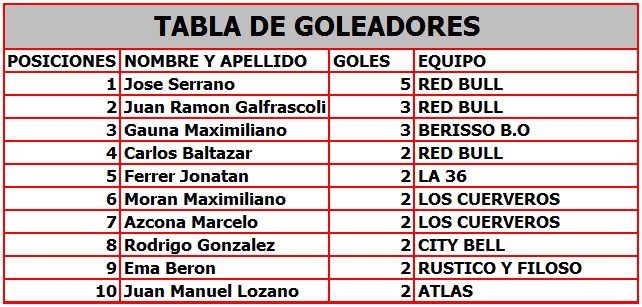 TABLA DE GOLEADORES
POSICIONES NOMBRE Y APELLIDO GOLES EQUIPO
1 Jose Serrano 5 RED BULL
2 Juan Ramon Galfrascoli 3 RED BULL
3 Gauna Maximiliano 3 BERISSO B.O
4 Carlos Baltazar 2 RED BULL
5 Ferrer Jonatan 2 LA 36
6 Moran Maximiliano 2 LOS CUERVEROS
7 Azcona Marcelo 2 LOS CUERVEROS
8 Rodrigo Gonzalez 2 CITY BELL
9 Ema Beron 2 RUSTICO Y FILOSO
10 Juan Manuel Lozano 2 ATLAS